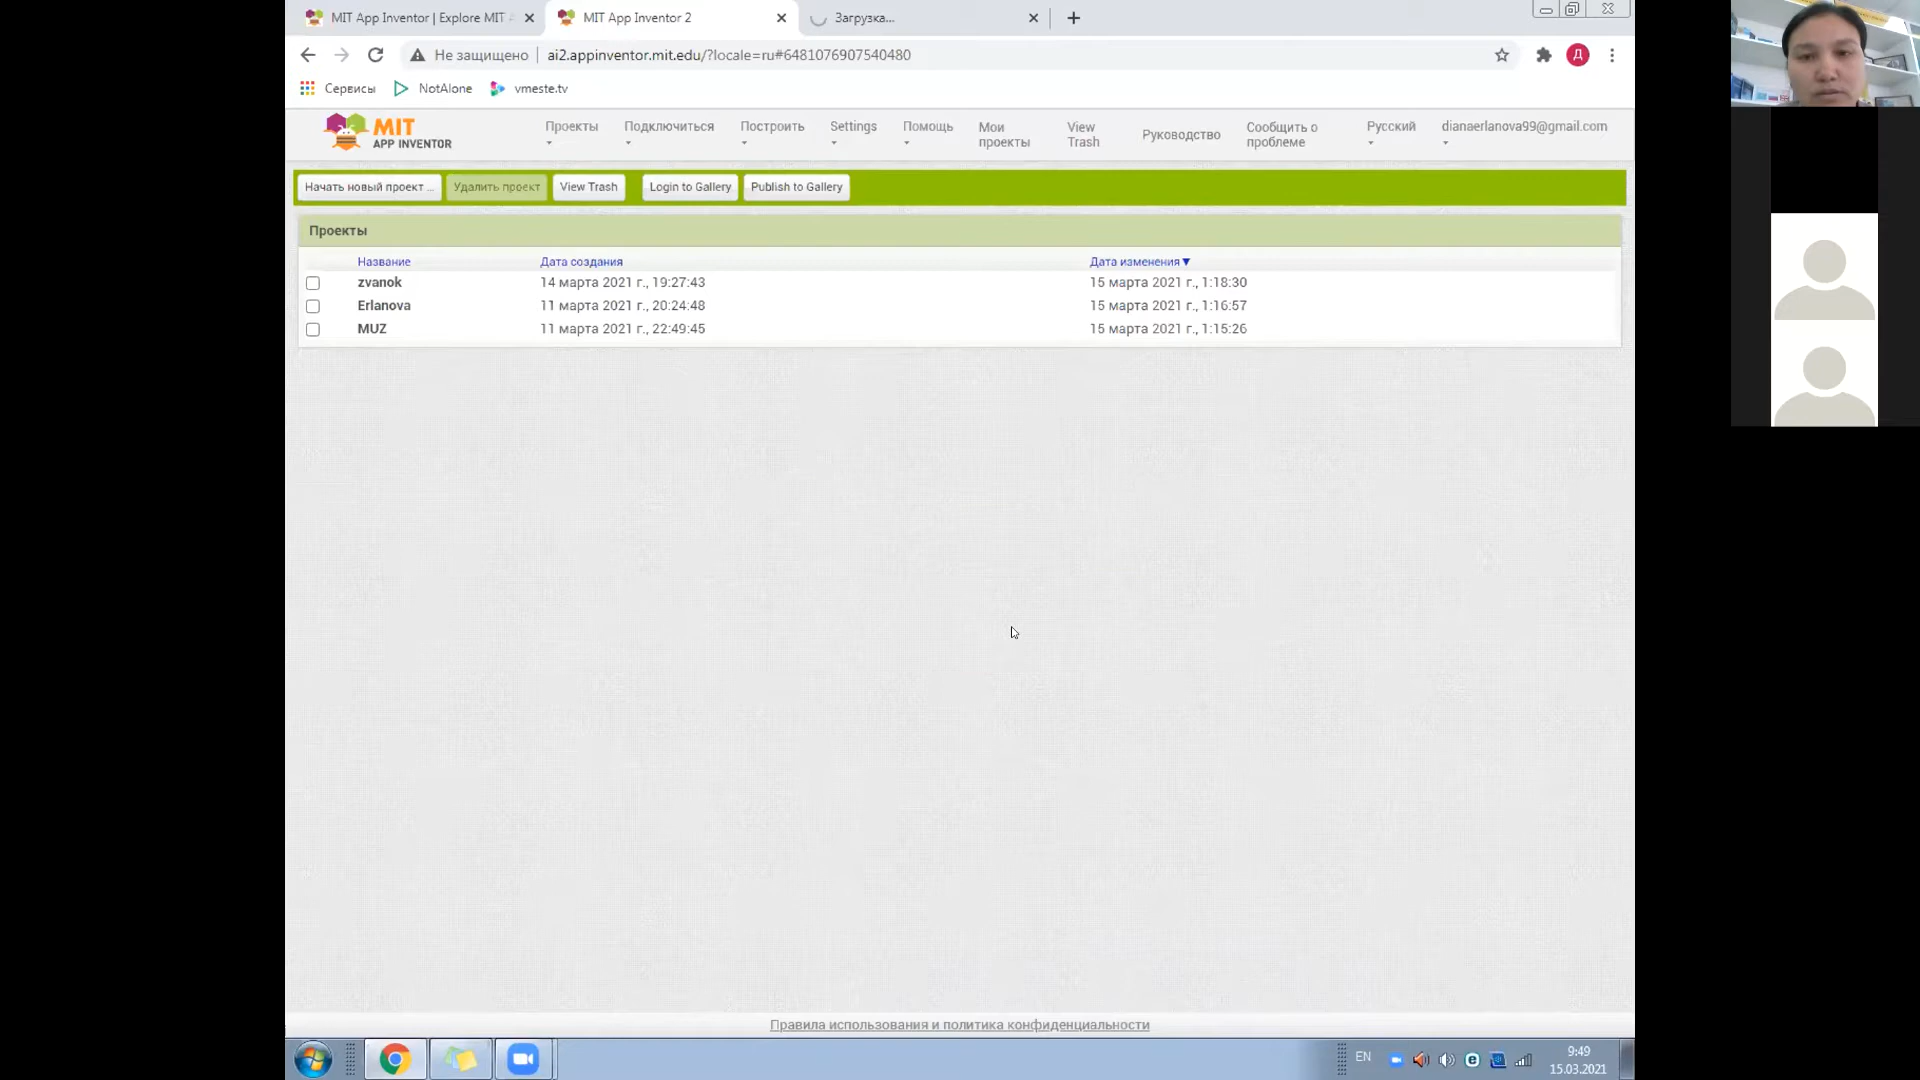 MIT App Inventor | Explore MIT
MIT App Inventor 2
Загрузка...
Не защищено
ai2.appinventor.mit.edu/?locale=ru#6481076907540480
Д
Сервисы
NotAlone
vmeste.tv
MIT
APP INVENTOR
Проекты
Подключиться
Построить
Settings
Помощь
Мои проекты
View Trash
Руководство
Сообщить о проблеме
Русский
dianaerlanova99@gmail.com
Начать новый проект ...
Удалить проект
View Trash
Login to Gallery
Publish to Gallery
Проекты
Название Дата создания Дата изменения▼
zvanok 14 марта 2021 г., 19:27:43 15 марта 2021 г., 1:18:30
Erlanova 11 марта 2021 г., 20:24:48 15 марта 2021 г., 1:16:57
MUZ 11 марта 2021 г., 22:49:45 15 марта 2021 г., 1:15:26
Правила использования и политика конфиденциальности
EN
9:49
15.03.2021